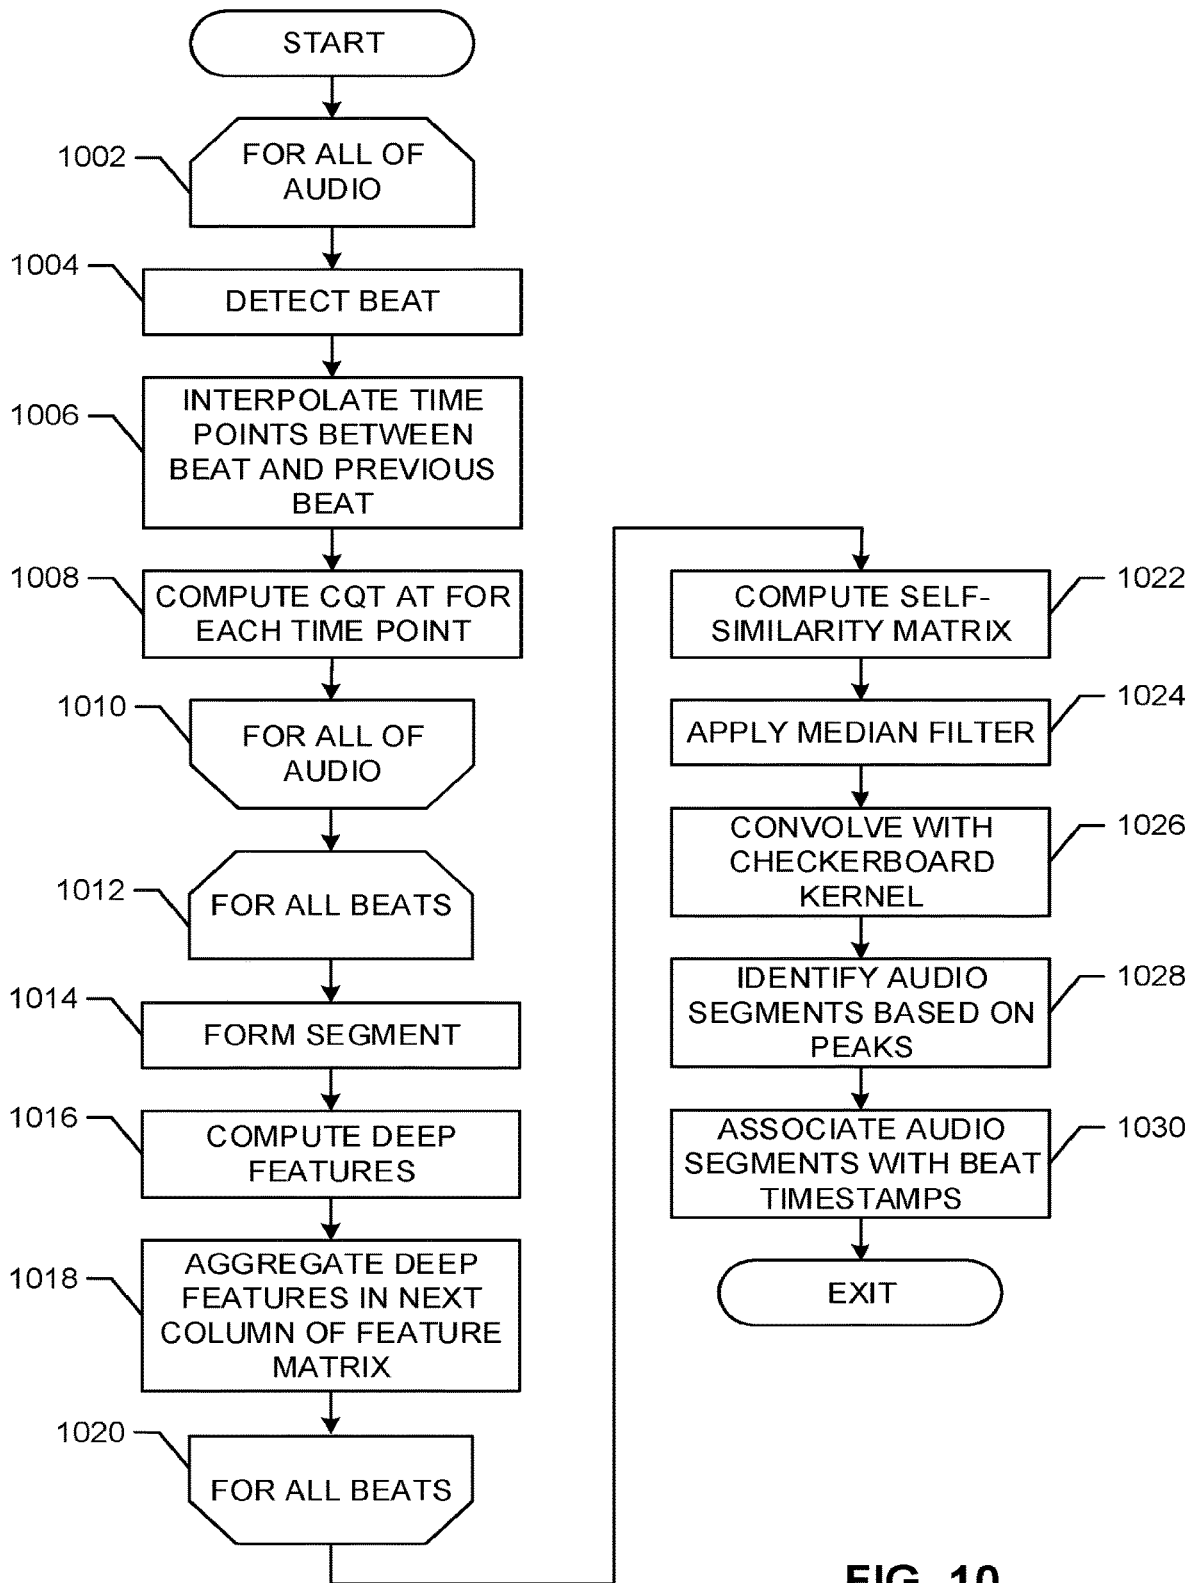 START
1002
FOR ALL OF
AUDIO
1004
DETECT BEAT
1006
INTERPOLATE TIME
POINTS BETWEEN
BEAT AND PREVIOUS
BEAT
1008
COMPUTE CQT AT FOR
EACH TIME POINT
1010
FOR ALL OF
AUDIO
1012
FOR ALL BEATS
1014
FORM SEGMENT
1016
COMPUTE DEEP
FEATURES
1018
AGGREGATE DEEP
FEATURES IN NEXT
COLUMN OF FEATURE
MATRIX
1020
FOR ALL BEATS
1022
COMPUTE SELF-
SIMILARITY MATRIX
1024
APPLY MEDIAN FILTER
1026
CONVOLVE WITH
CHECKERBOARD
KERNEL
1028
IDENTIFY AUDIO
SEGMENTS BASED ON
PEAKS
1030
ASSOCIATE AUDIO
SEGMENTS WITH BEAT
TIMESTAMPS
EXIT
FIG. 10